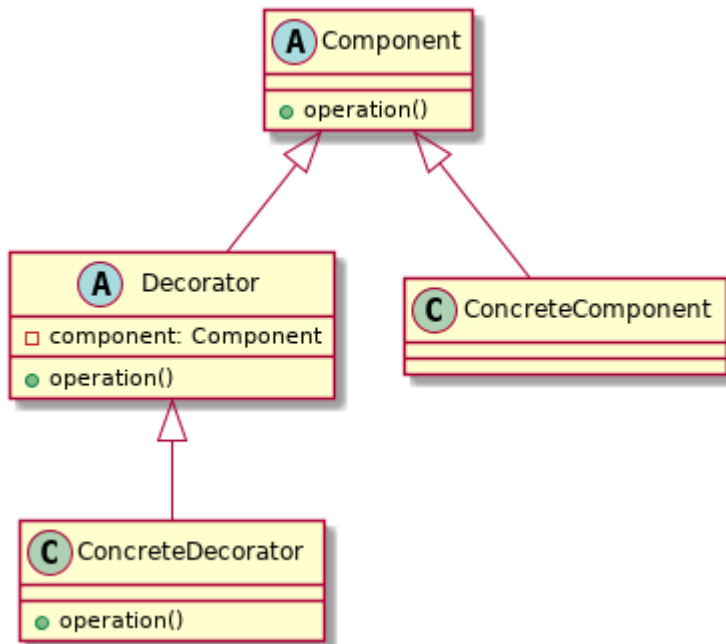 A Component
operation()
A Decorator
component: Component
operation()
C ConcreteComponent
C ConcreteDecorator
operation()